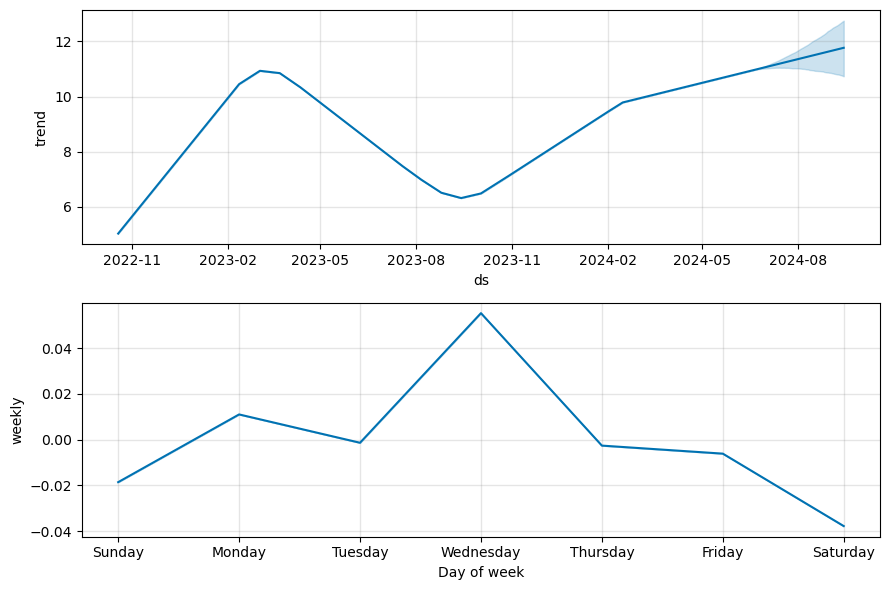 12
10
8
6
trend
2022-11 2023-02 2023-05 2023-08 2023-11 2024-02 2024-05 2024-08
ds
0.04
0.02
0.00
−0.02
−0.04
weekly
Sunday Monday Tuesday Wednesday Thursday Friday Saturday
Day of week